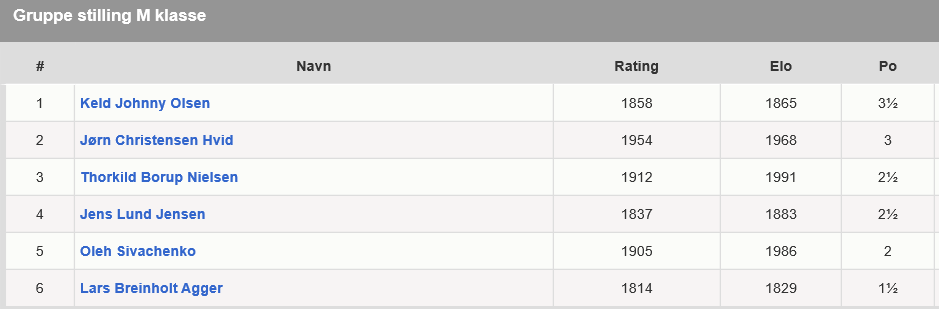 Gruppe stilling M klasse
# Navn Rating Elo Po
1 Keld Johnny Olsen 1858 1865 3½
2 Jørn Christensen Hvid 1954 1968 3
3 Thorkild Borup Nielsen 1912 1991 2½
4 Jens Lund Jensen 1837 1883 2½
5 Oleh Sivachenko 1905 1986 2
6 Lars Breinholt Agger 1814 1829 1½